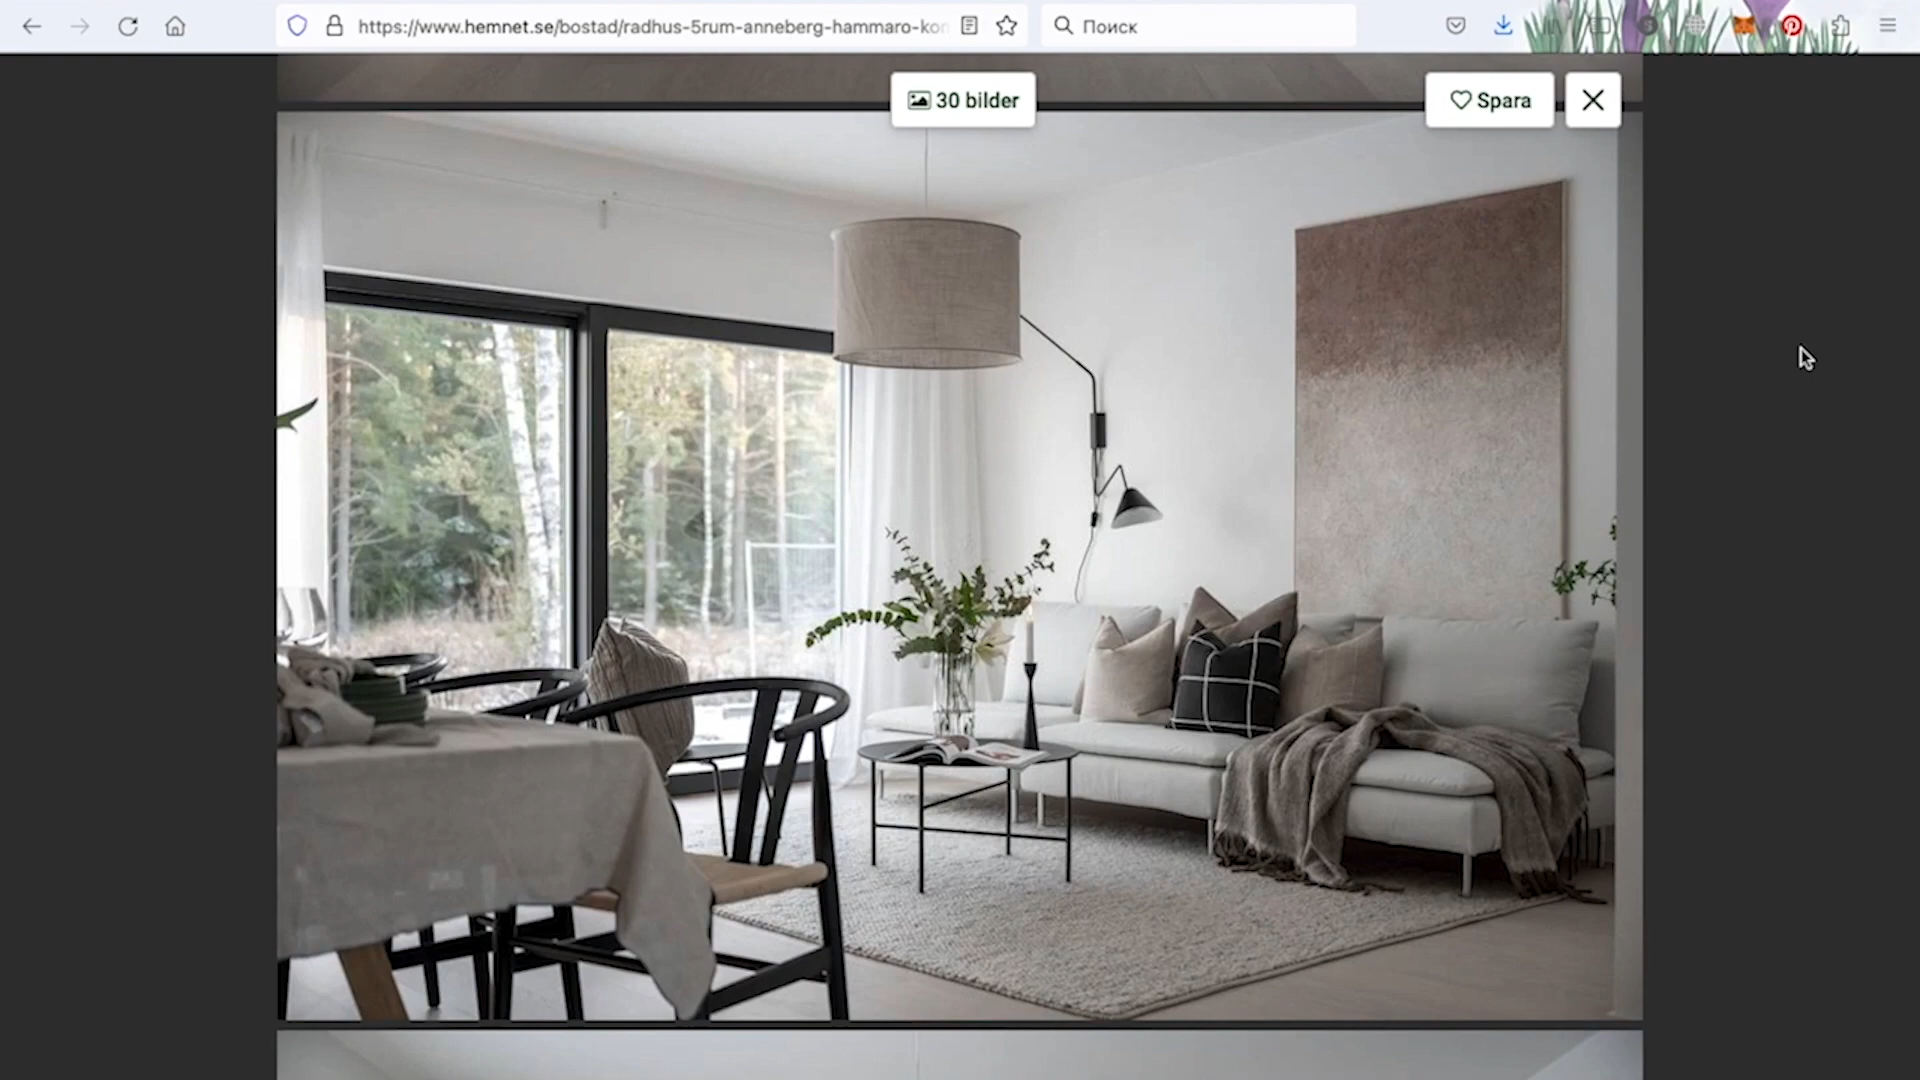 https://www.hemnet.se/bostad/radhus-5rum-anneberg-hammaro-kon
Поиск
30 bilder
Spara